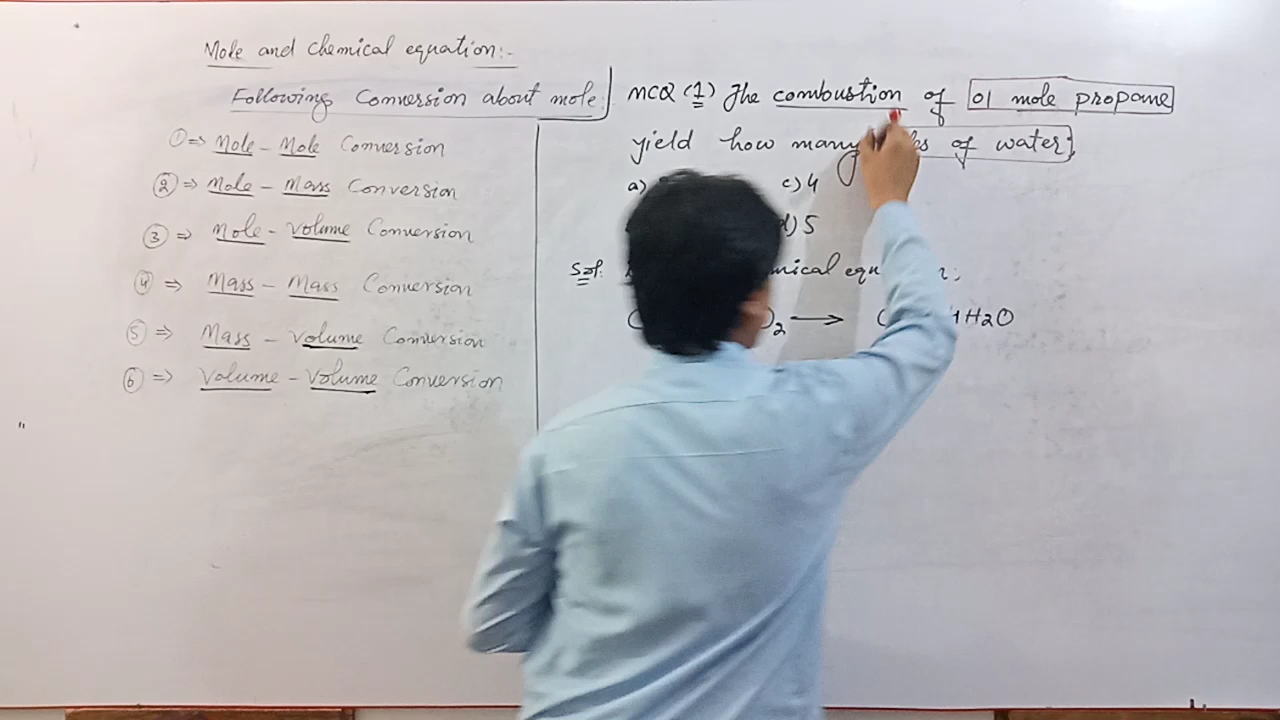 Mole and chemical equation:-
Following Conversion about mole
1 => Mole - Mole Conversion
2 => Mole - Mass Conversion
3 => Mole - Volume Conversion
4 => Mass - Mass Conversion
5 => Mass - Volume Conversion
6 => Volume - Volume Conversion
MCQ (1) The combustion of 01 mole propane
yield how many of water
a) c) 4
d) 5
Sol:
2 → H2O